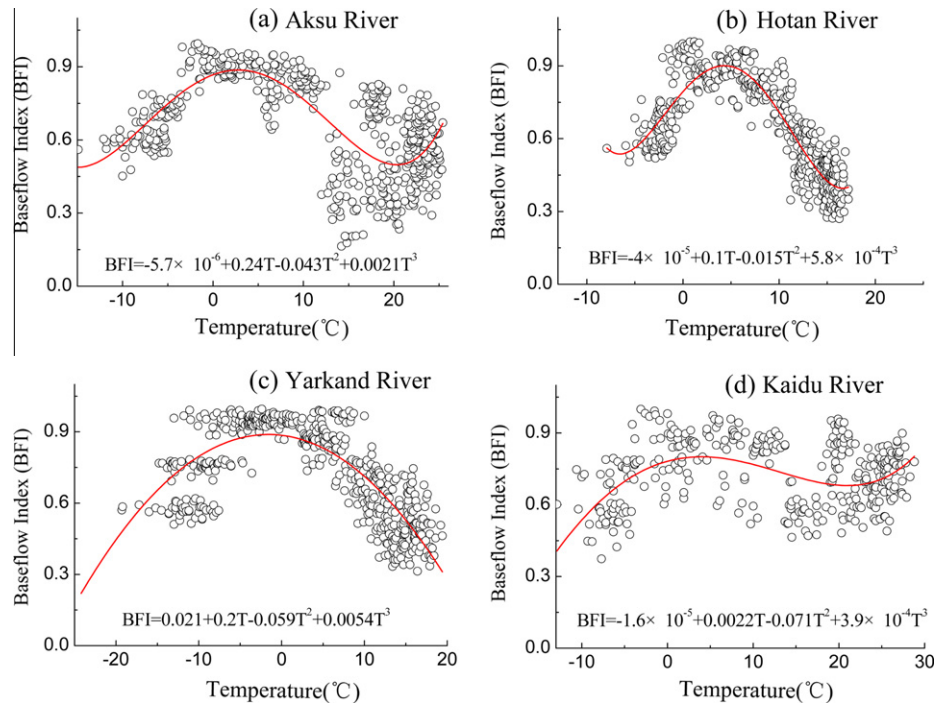 (a) Aksu River
Baseflow Index (BFI)
0.9
0.6
0.3
0.0
BFI=-5.7× 10⁻⁶+0.24T-0.043T²+0.0021T³
-10 0 10 20
Temperature(℃)
(b) Hotan River
Baseflow Index (BFI)
0.9
0.6
0.3
0.0
BFI=-4× 10⁻⁵+0.1T-0.015T²+5.8× 10⁻⁴T³
-10 0 10 20
Temperature(℃)
(c) Yarkand River
Baseflow Index (BFI)
0.9
0.6
0.3
0.0
BFI=0.021+0.2T-0.059T²+0.0054T³
-20 -10 0 10 20
Temperature(℃)
(d) Kaidu River
Baseflow Index (BFI)
0.9
0.6
0.3
0.0
BFI=-1.6× 10⁻⁵+0.0022T-0.071T²+3.9× 10⁻⁴T³
-10 0 10 20 30
Temperature(℃)